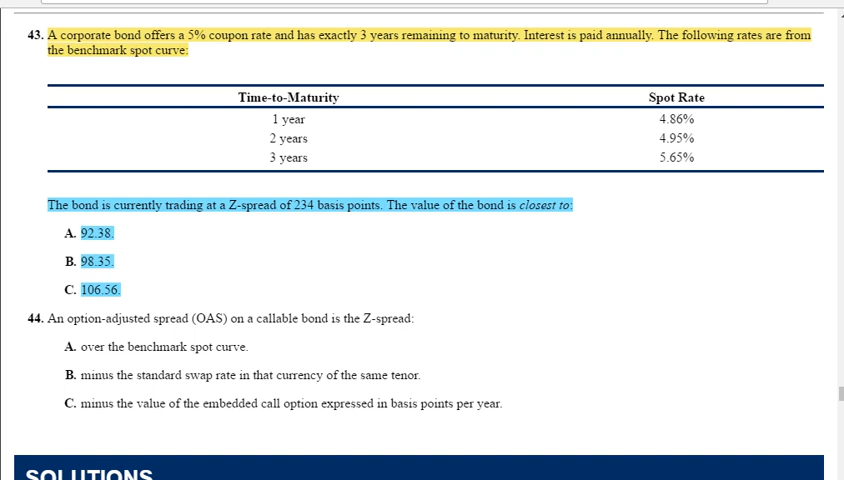 43. A corporate bond offers a 5% coupon rate and has exactly 3 years remaining to maturity. Interest is paid annually. The following rates are from
the benchmark spot curve:
Time-to-Maturity Spot Rate
1 year 4.86%
2 years 4.95%
3 years 5.65%
The bond is currently trading at a Z-spread of 234 basis points. The value of the bond is closest to:
A. 92.38.
B. 98.35.
C. 106.56.
44. An option-adjusted spread (OAS) on a callable bond is the Z-spread:
A. over the benchmark spot curve.
B. minus the standard swap rate in that currency of the same tenor.
C. minus the value of the embedded call option expressed in basis points per year.
SOLUTIONS